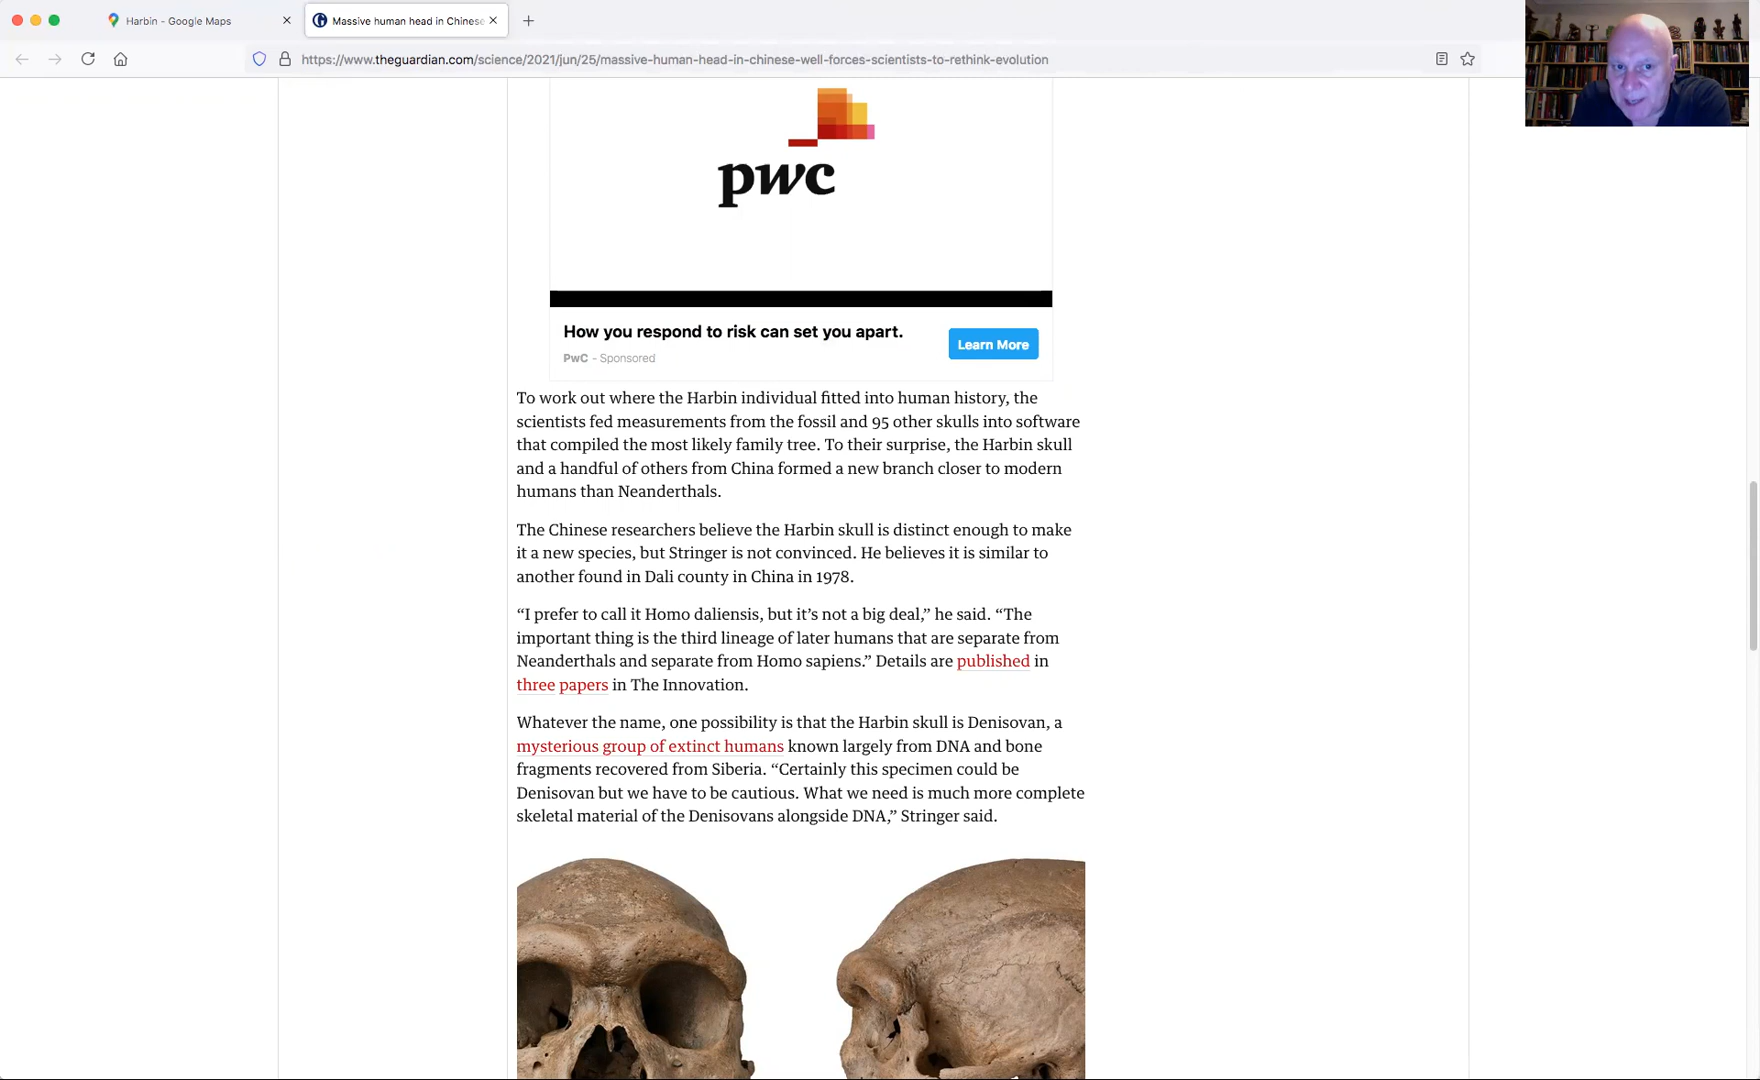 Harbin - Google Maps
Massive human head in Chinese
https://www.theguardian.com/science/2021/jun/25/massive-human-head-in-chinese-well-forces-scientists-to-rethink-evolution
pwc
How you respond to risk can set you apart.
PwC - Sponsored
Learn More
To work out where the Harbin individual fitted into human history, the
scientists fed measurements from the fossil and 95 other skulls into software
that compiled the most likely family tree. To their surprise, the Harbin skull
and a handful of others from China formed a new branch closer to modern
humans than Neanderthals.
The Chinese researchers believe the Harbin skull is distinct enough to make
it a new species, but Stringer is not convinced. He believes it is similar to
another found in Dali county in China in 1978.
“I prefer to call it Homo daliensis, but it’s not a big deal,” he said. “The
important thing is the third lineage of later humans that are separate from
Neanderthals and separate from Homo sapiens.” Details are published in
three papers in The Innovation.
Whatever the name, one possibility is that the Harbin skull is Denisovan, a
mysterious group of extinct humans known largely from DNA and bone
fragments recovered from Siberia. “Certainly this specimen could be
Denisovan but we have to be cautious. What we need is much more complete
skeletal material of the Denisovans alongside DNA,” Stringer said.